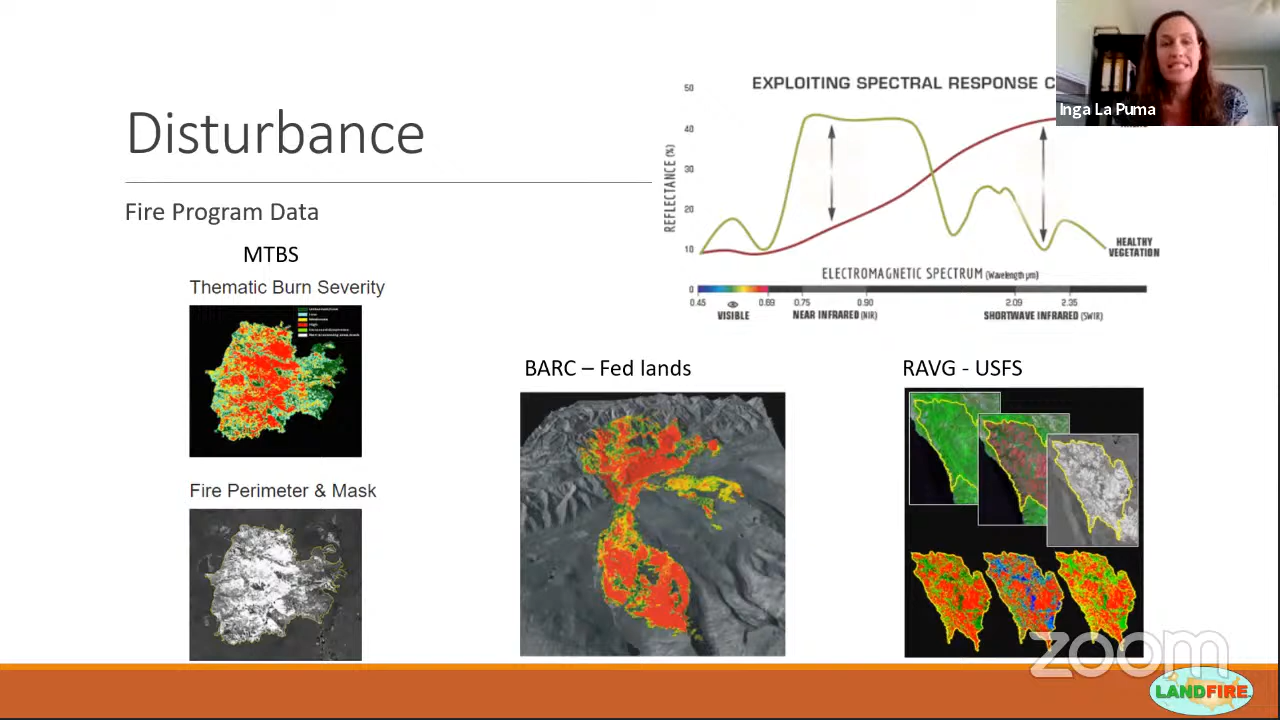 Disturbance
Fire Program Data
MTBS
Thematic Burn Severity
Fire Perimeter & Mask
EXPLOITING SPECTRAL RESPONSE C
Inga La Puma
50
40
30
20
10
0
REFLECTANCE (%)
HEALTHY
VEGETATION
ELECTROMAGNETIC SPECTRUM (Wavelength µm)
0.45 0.69 0.75 0.90 2.09 2.35
VISIBLE NEAR INFRARED (NIR) SHORTWAVE INFRARED (SWIR)
BARC – Fed lands
RAVG - USFS
zoom
LANDFIRE